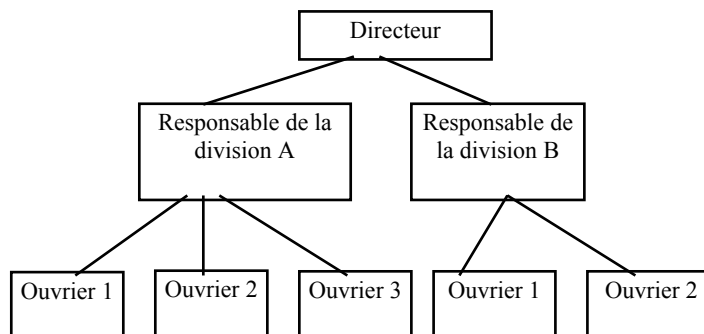 Directeur
Responsable de la
division A
Responsable de
la division B
Ouvrier 1
Ouvrier 2
Ouvrier 3
Ouvrier 1
Ouvrier 2